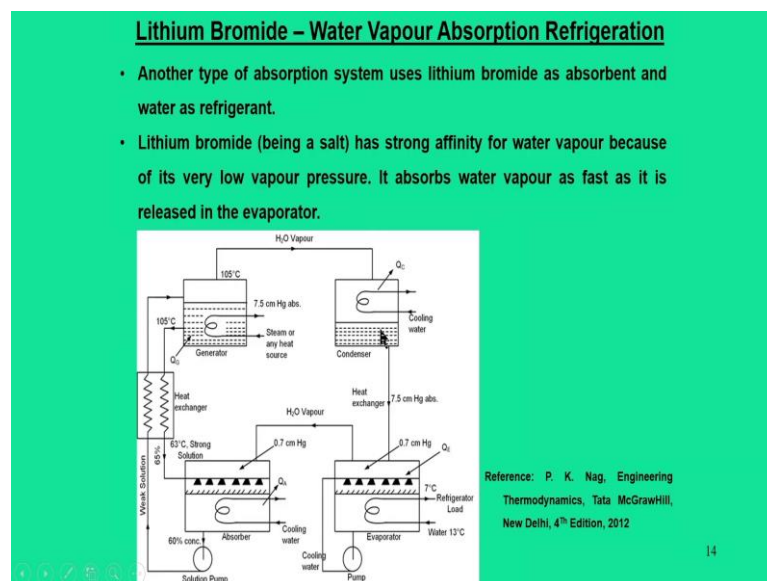 Lithium Bromide – Water Vapour Absorption Refrigeration
• Another type of absorption system uses lithium bromide as absorbent and
water as refrigerant.
• Lithium bromide (being a salt) has strong affinity for water vapour because
of its very low vapour pressure. It absorbs water vapour as fast as it is
released in the evaporator.
H₂O Vapour
105°C
Q_C
7.5 cm Hg abs.
105°C
Cooling
water
Steam or
any heat
source
Generator
Q_G
Condenser
Heat
exchanger
Heat
exchanger
7.5 cm Hg abs.
H₂O Vapour
63°C, Strong
Solution
65%
Weak Solution
0.7 cm Hg
0.7 cm Hg
Q_E
Q_A
7°C
Refrigerator
Load
Water 13°C
Cooling
water
Absorber
Evaporator
60% conc.
Cooling
water
Solution Pump
Pump
Reference: P. K. Nag, Engineering
Thermodynamics, Tata McGrawHill,
New Delhi, 4Th Edition, 2012
14